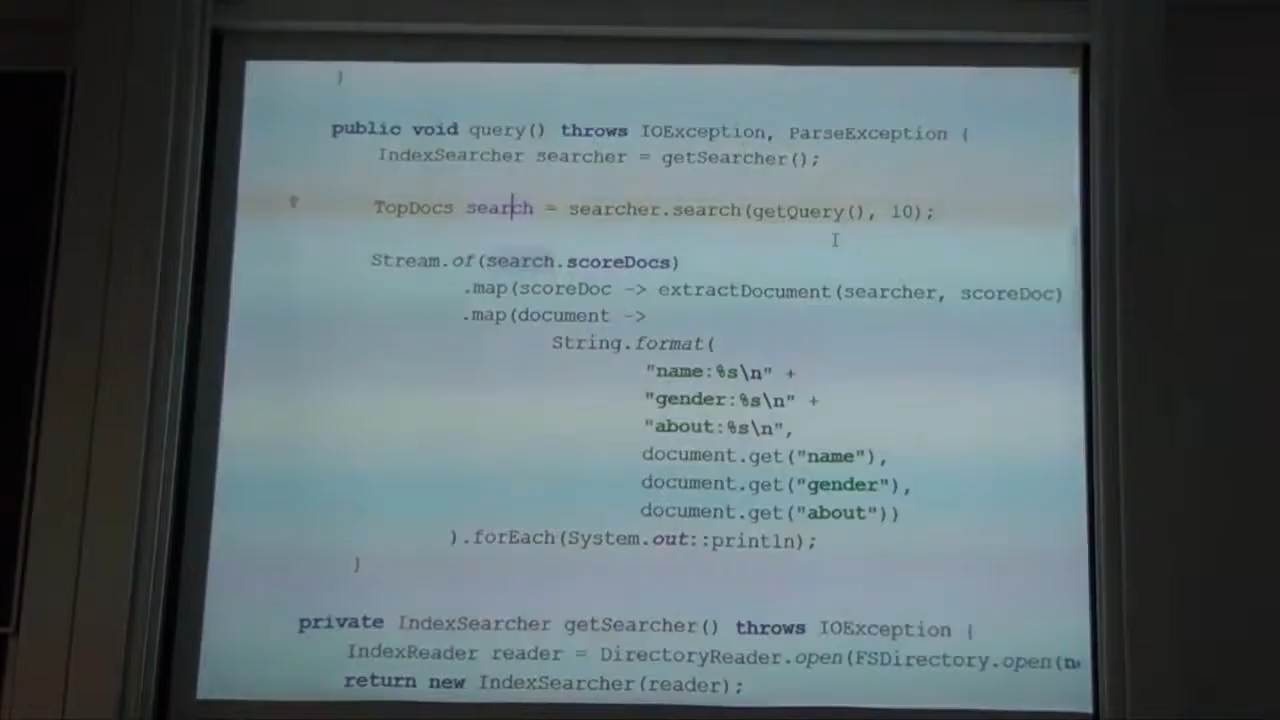 }
public void query() throws IOException, ParseException {
IndexSearcher searcher = getSearcher();
TopDocs search = searcher.search(getQuery(), 10);
Stream.of(search.scoreDocs)
.map(scoreDoc -> extractDocument(searcher, scoreDoc)
.map(document ->
String.format(
"name:%s\n" +
"gender:%s\n" +
"about:%s\n",
document.get("name"),
document.get("gender"),
document.get("about"))
).forEach(System.out::println);
}
private IndexSearcher getSearcher() throws IOException {
IndexReader reader = DirectoryReader.open(FSDirectory.open(n
return new IndexSearcher(reader);